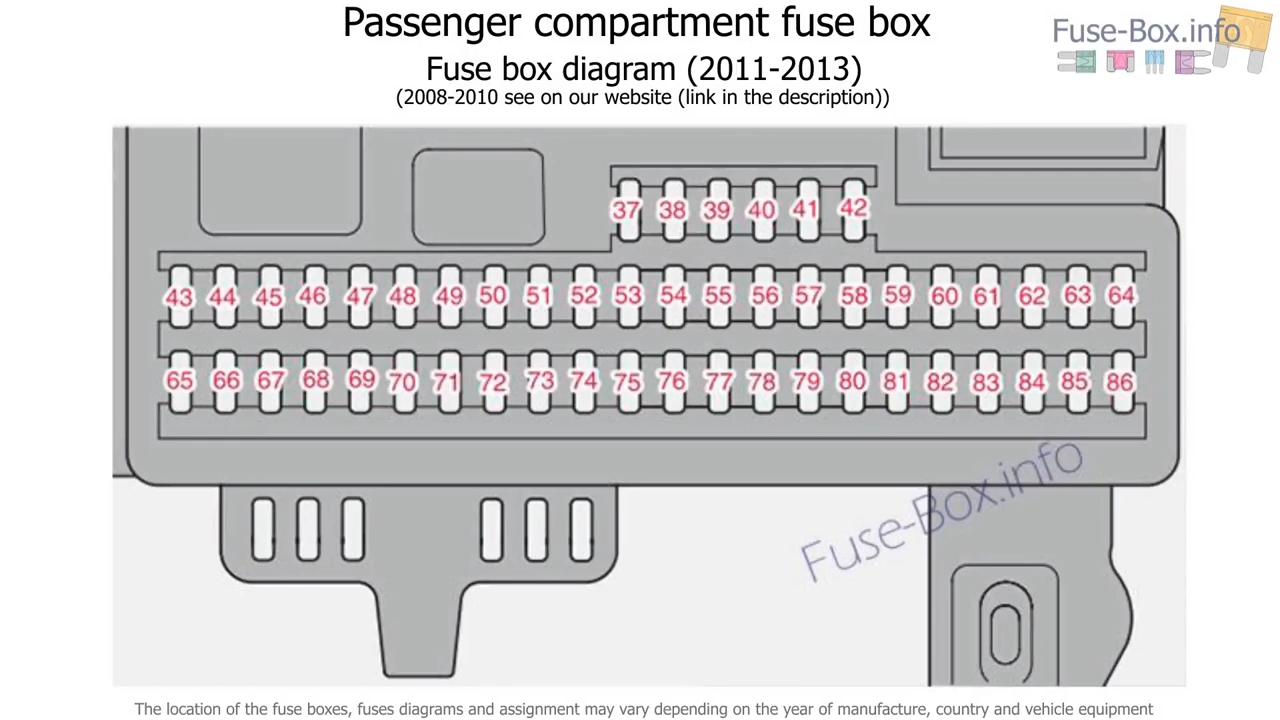 Passenger compartment fuse box
Fuse-Box.info
Fuse box diagram (2011-2013)
(2008-2010 see on our website (link in the description))
37 38 39 40 41 42
43 44 45 46 47 48 49 50 51 52 53 54 55 56 57 58 59 60 61 62 63 64
65 66 67 68 69 70 71 72 73 74 75 76 77 78 79 80 81 82 83 84 85 86
Fuse-Box.info
The location of the fuse boxes, fuses diagrams and assignment may vary depending on the year of manufacture, country and vehicle equipment